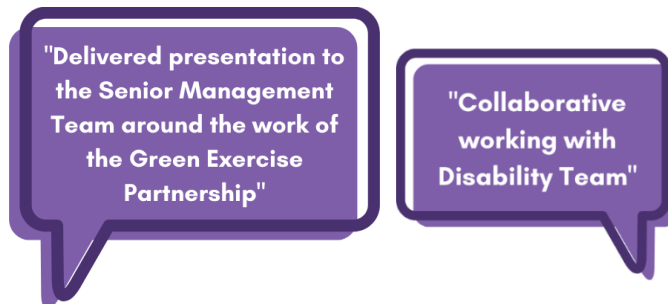 "Delivered presentation to
the Senior Management
Team around the work of
the Green Exercise
Partnership"
"Collaborative
working with
Disability Team"